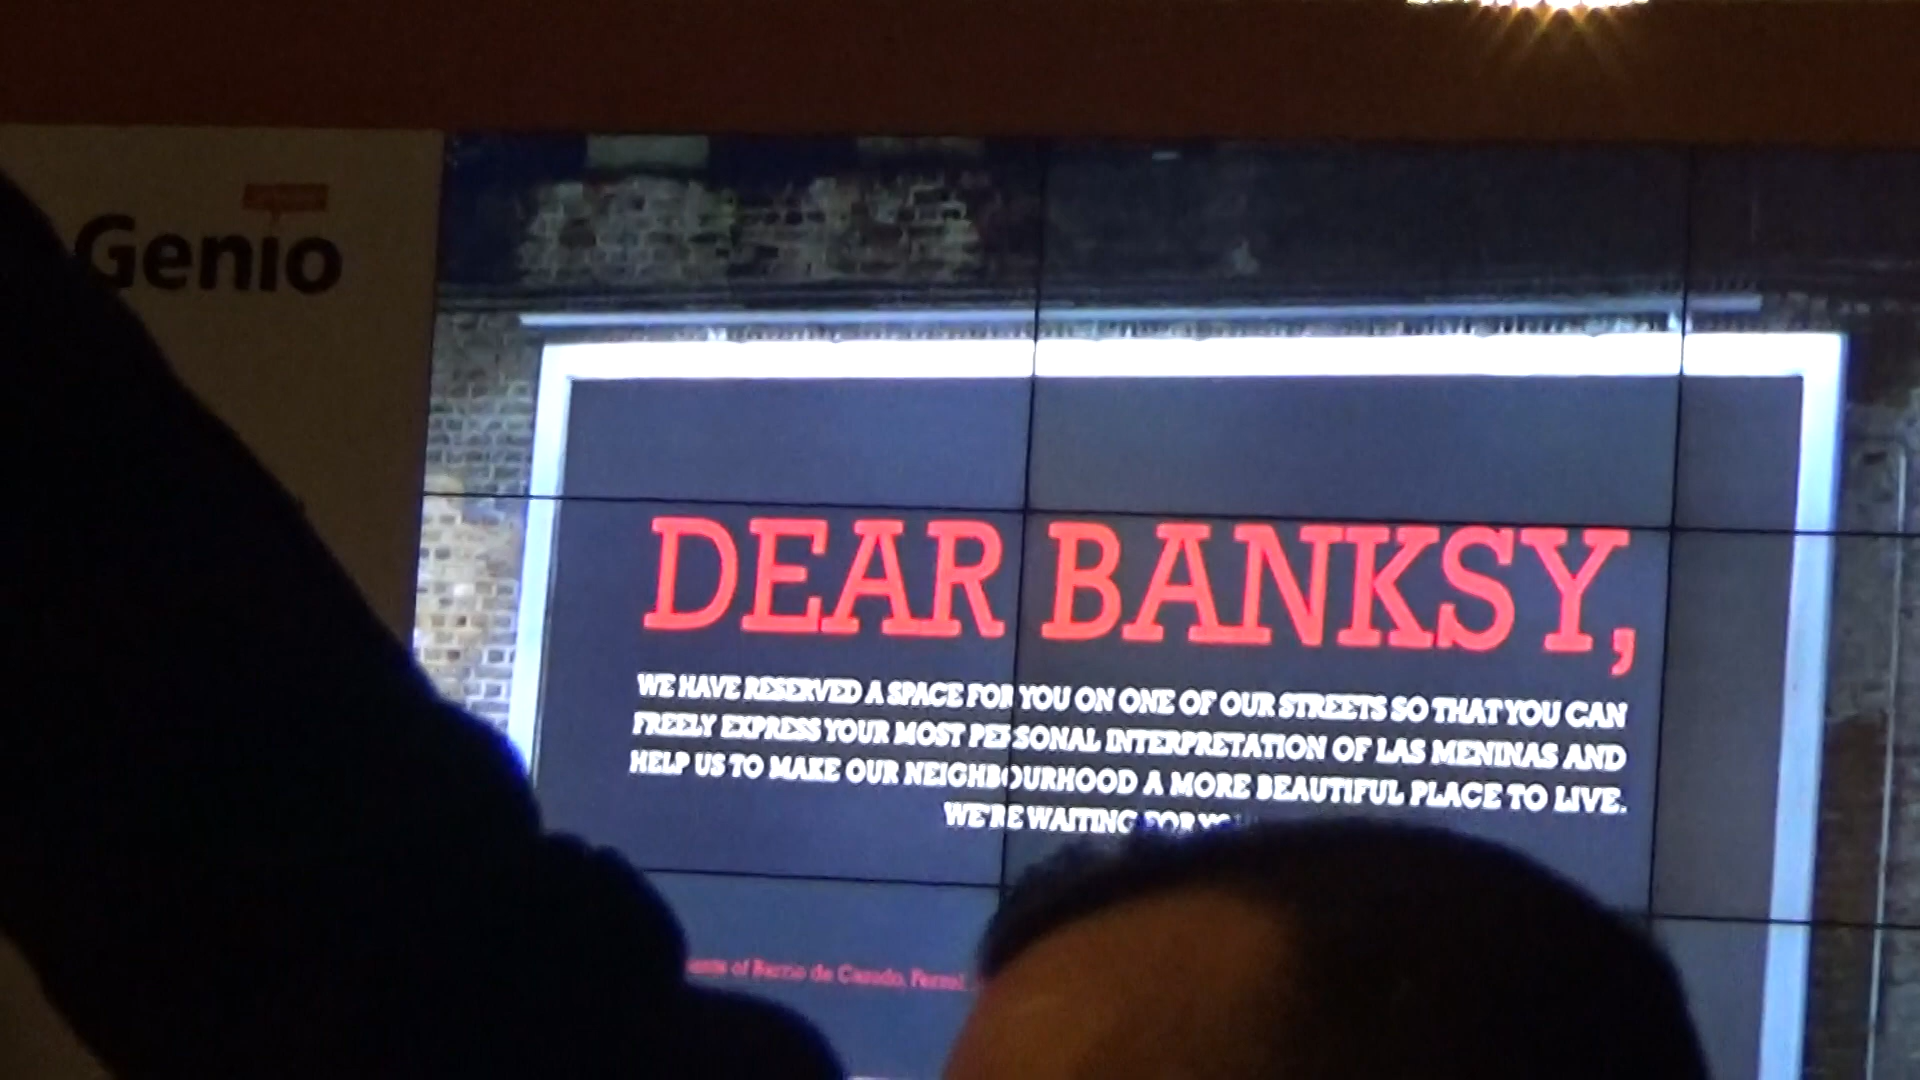 Genio
DEAR BANKSY,
WE HAVE RESERVED A SPACE FOR YOU ON ONE OF OUR STREETS SO THAT YOU CAN
FREELY EXPRESS YOUR MOST PERSONAL INTERPRETATION OF LAS MENINAS AND
HELP US TO MAKE OUR NEIGHBOURHOOD A MORE BEAUTIFUL PLACE TO LIVE.
WE'RE WAITING FOR
of Barrio de Canido, Ferrol